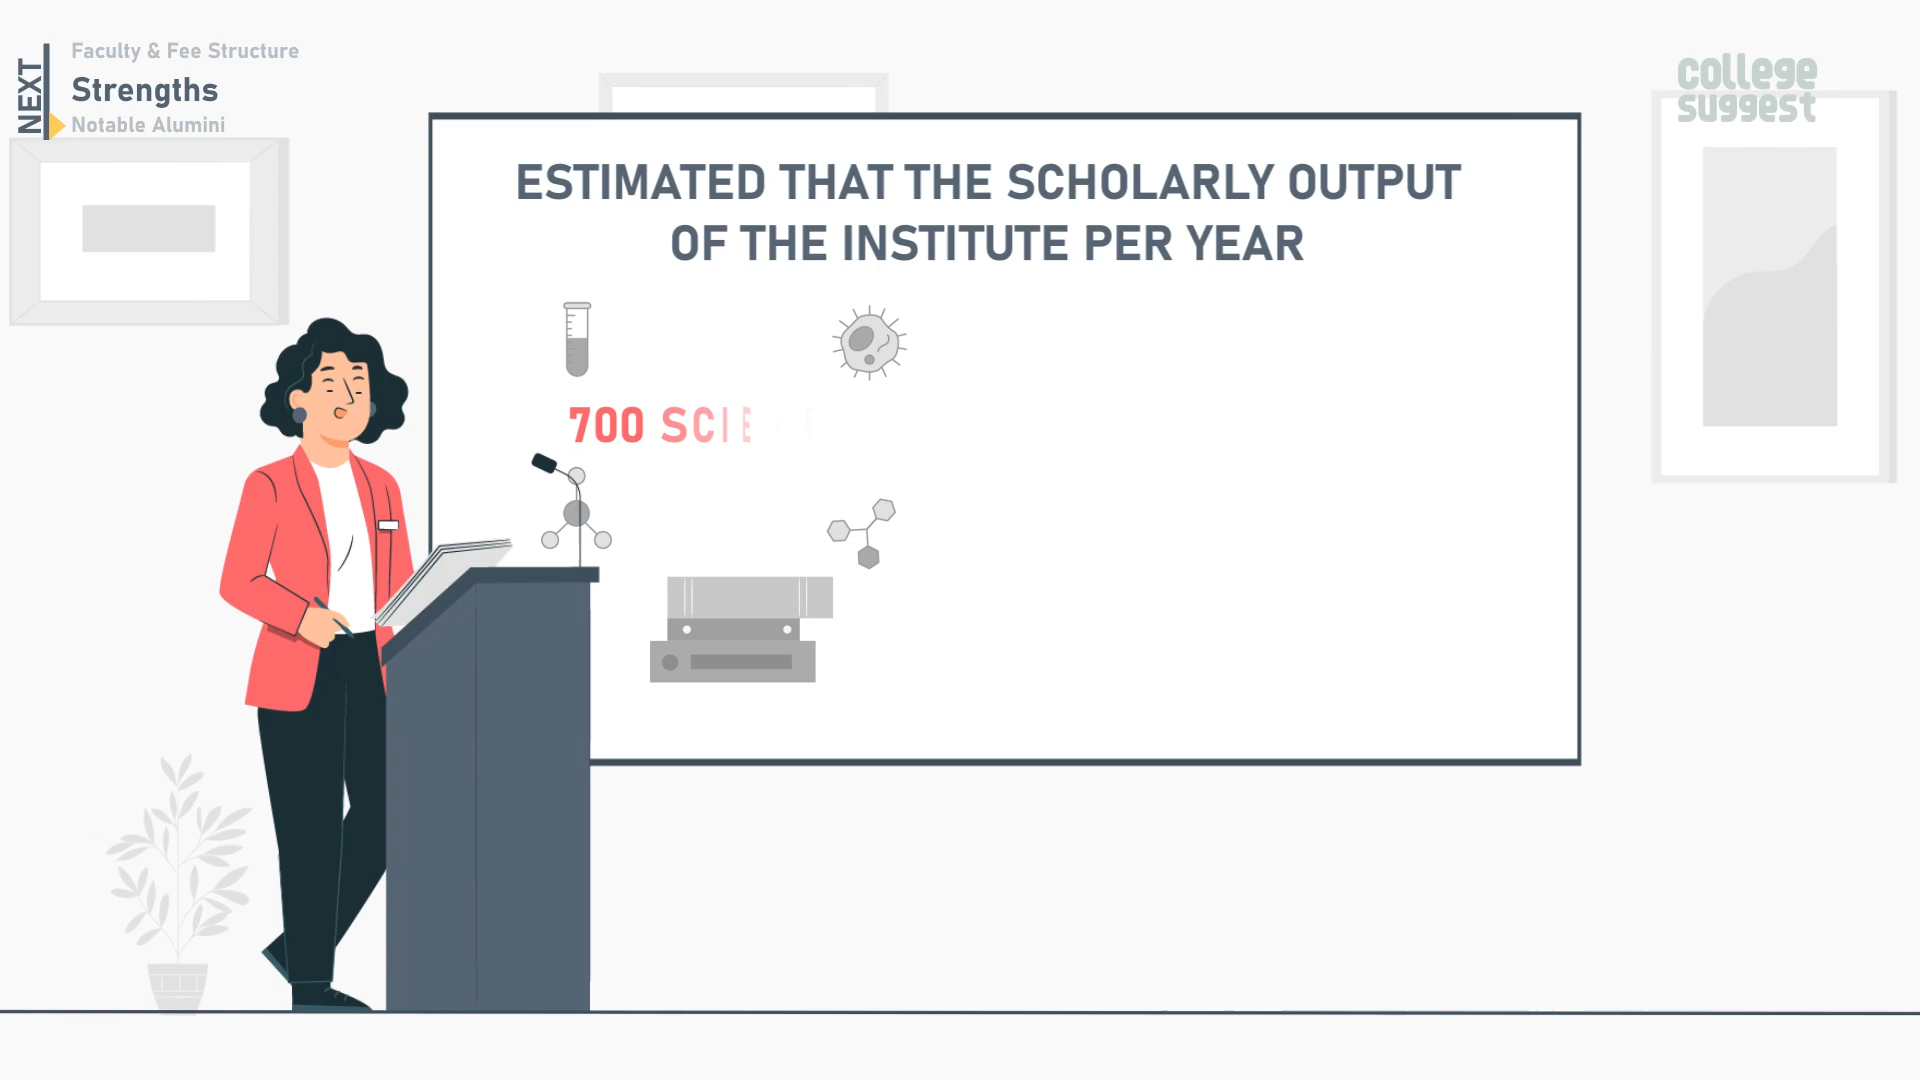 NEXT
Faculty & Fee Structure
Strengths
Notable Alumini
college
suggest
ESTIMATED THAT THE SCHOLARLY OUTPUT
OF THE INSTITUTE PER YEAR
700